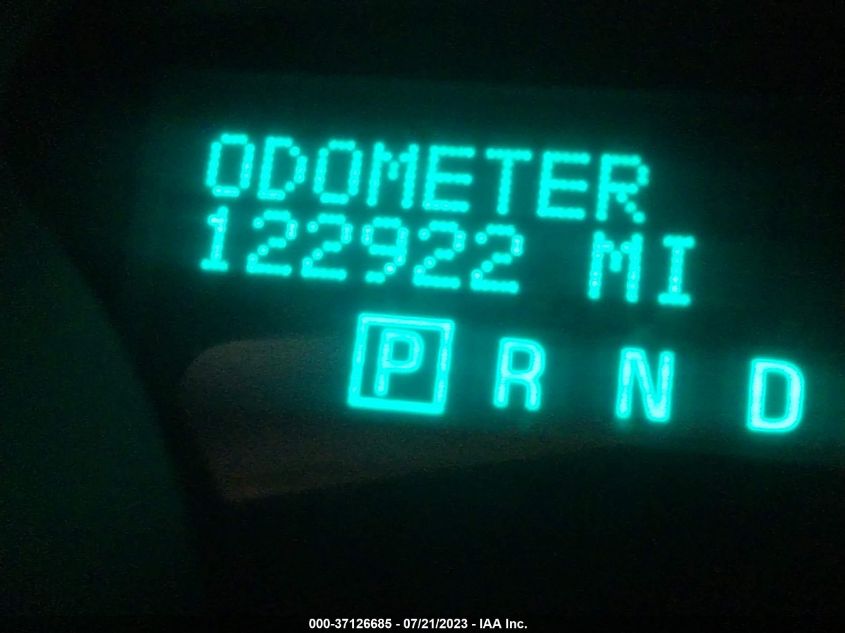 ODOMETER
122922 MI
P R N D
000-37126685 - 07/21/2023 - IAA Inc.